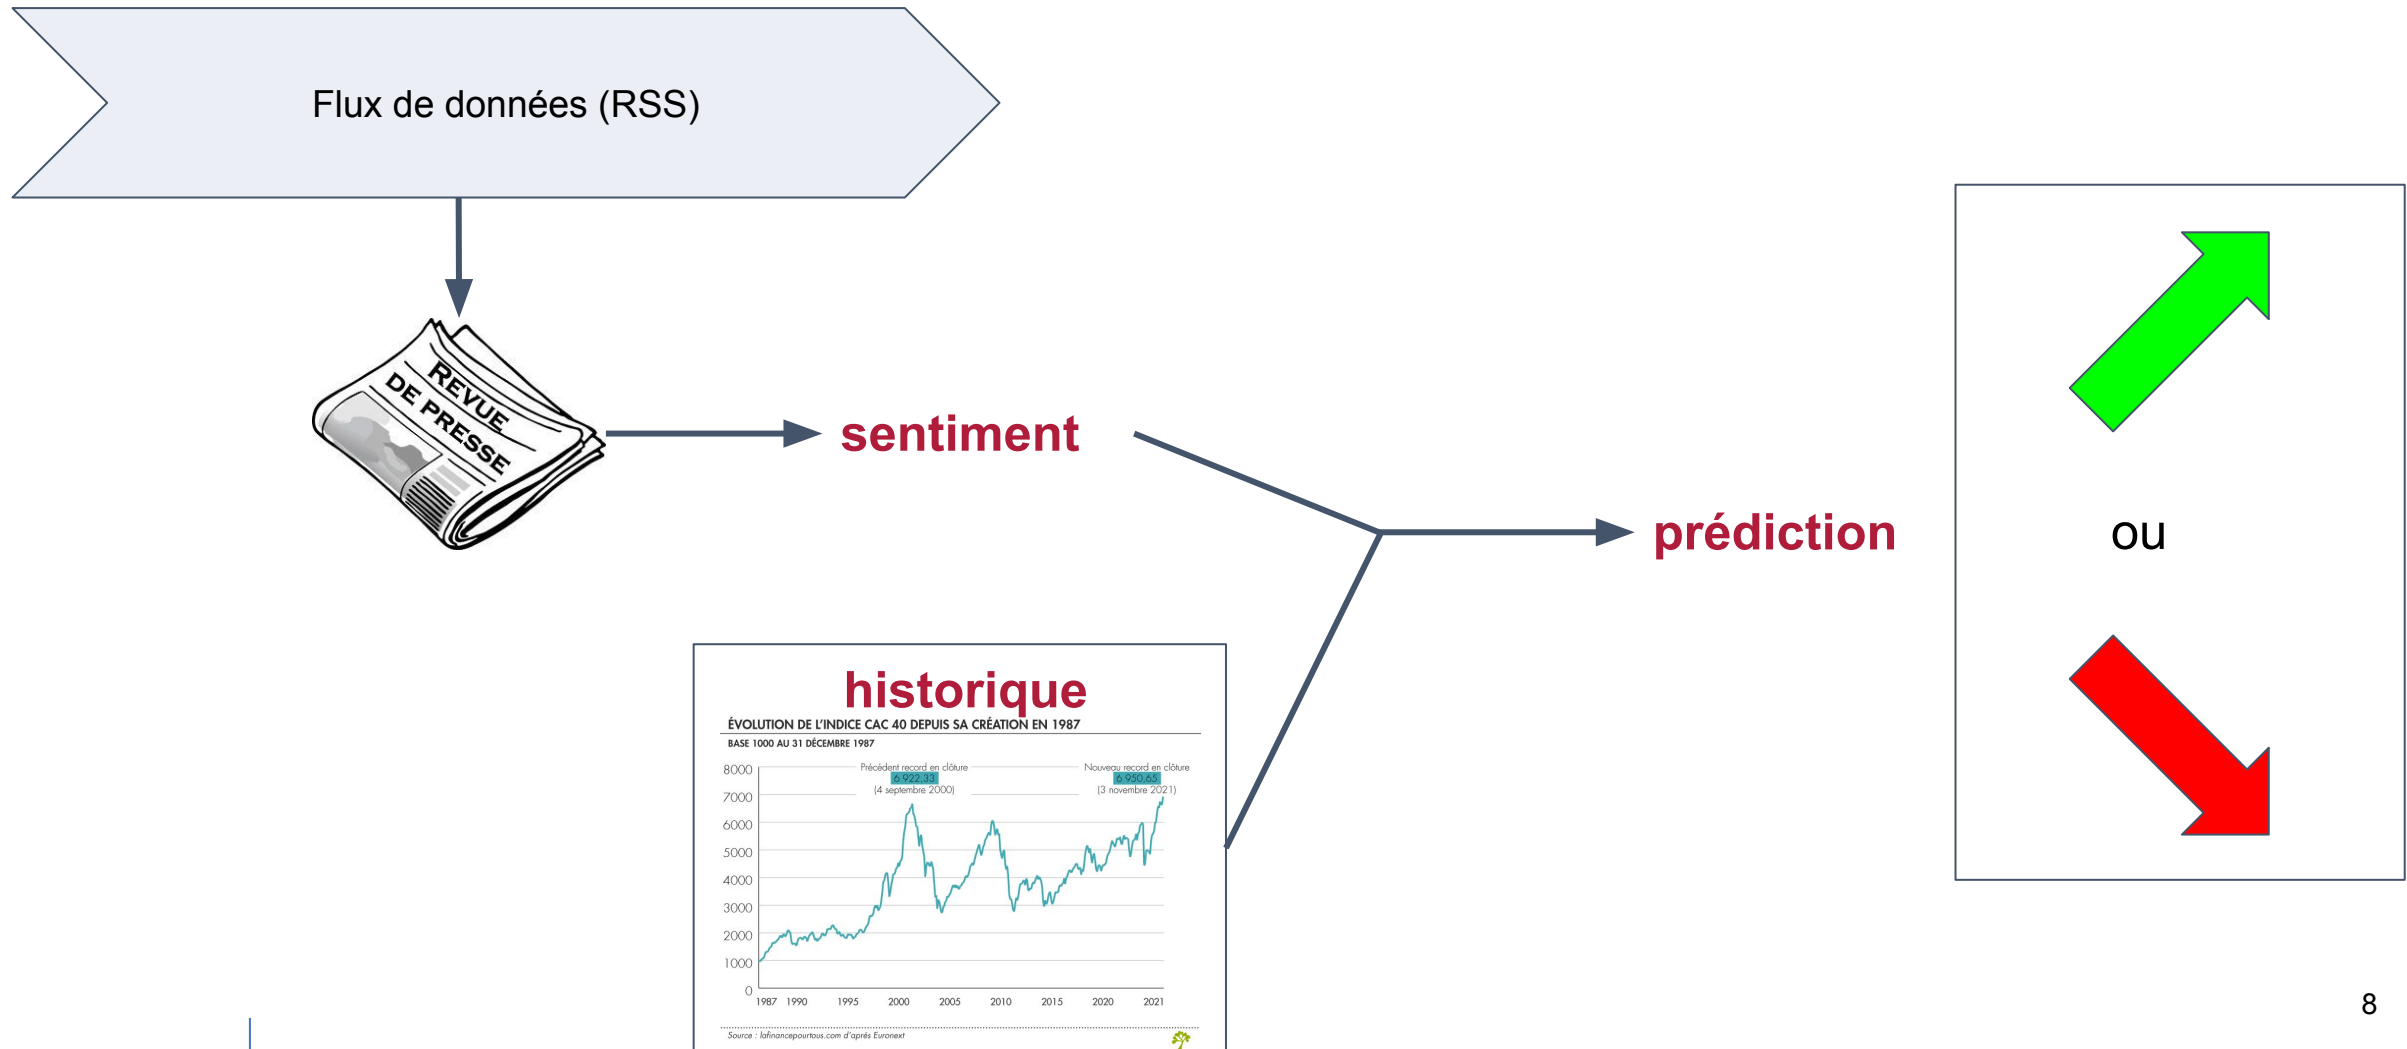 Flux de données (RSS)
REVUE
DE PRESSE
sentiment
prédiction
ou
historique
ÉVOLUTION DE L'INDICE CAC 40 DEPUIS SA CRÉATION EN 1987
BASE 1000 AU 31 DÉCEMBRE 1987
Précédent record en clôture
6 922,33
(4 septembre 2000)
Nouveau record en clôture
6 950,65
(3 novembre 2021)
8000
7000
6000
5000
4000
3000
2000
1000
0
1987 1990 1995 2000 2005 2010 2015 2020 2021
Source : lafinancepourtous.com d'aprés Euronext
8